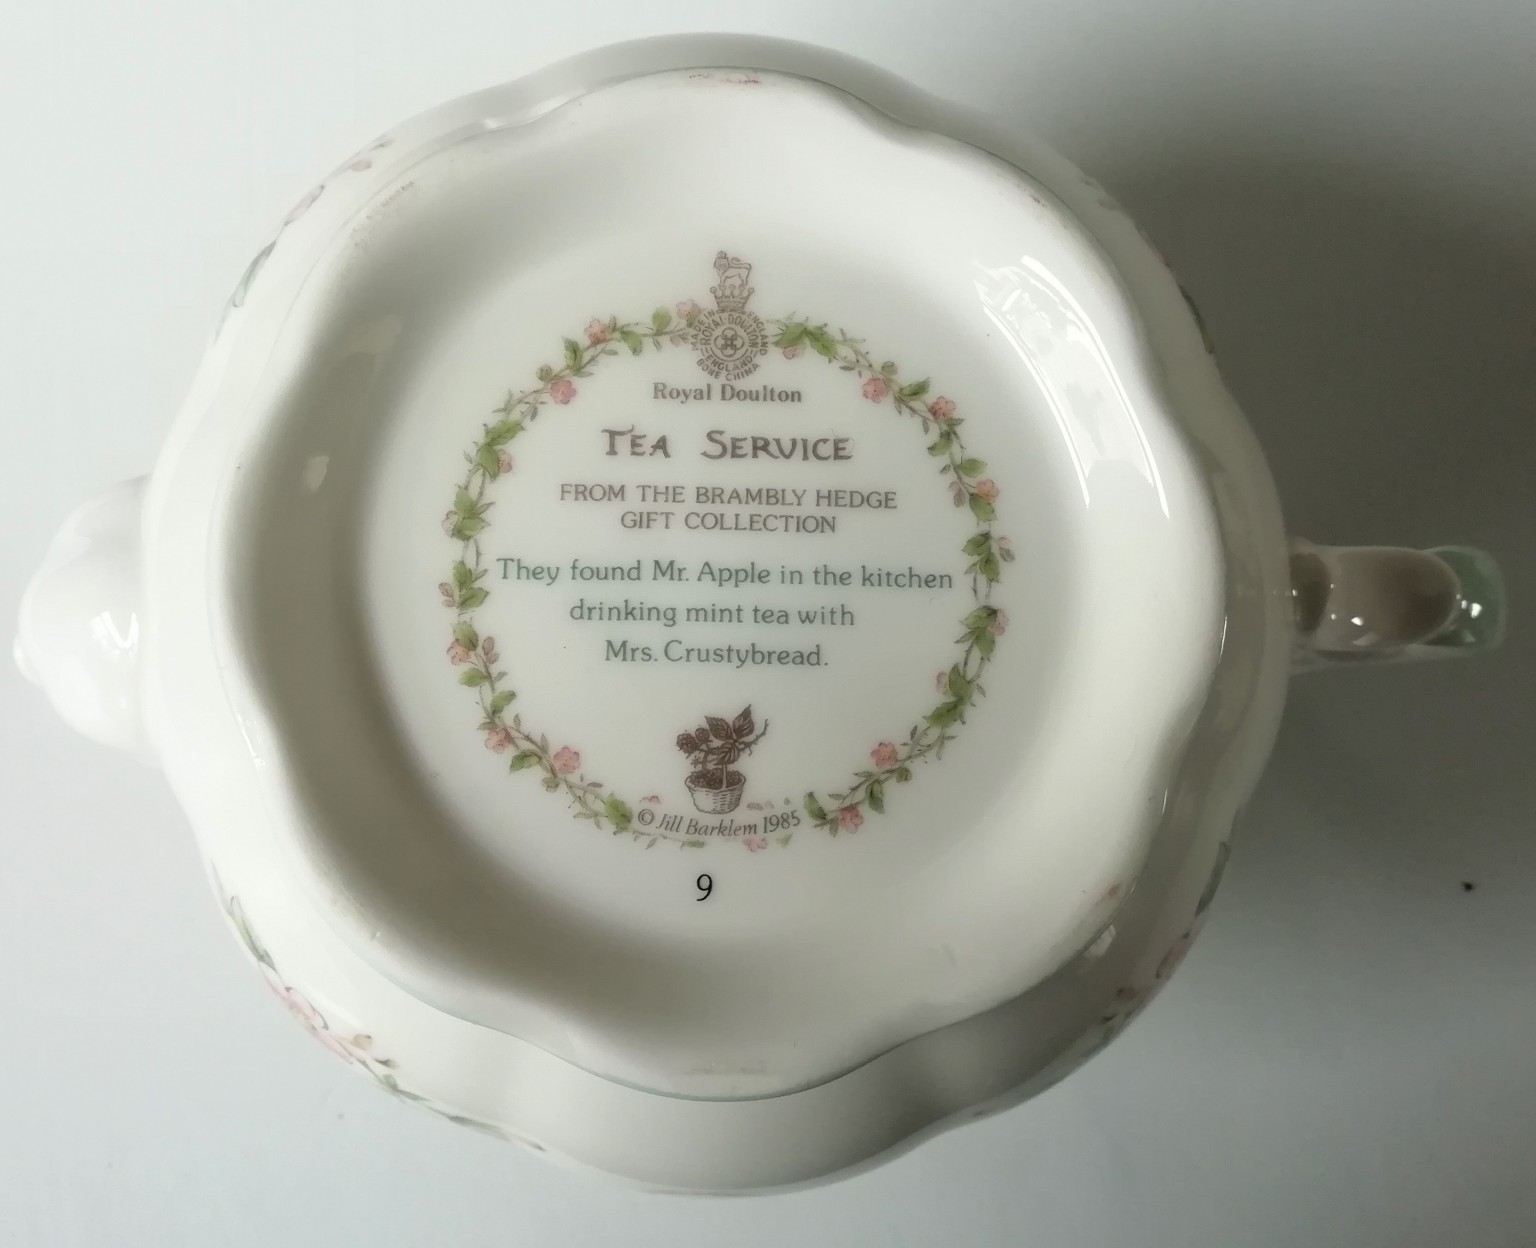 MADE IN ENGLAND
ROYAL DOULTON
ENGLAND
BONE CHINA
Royal Doulton
TEA SERVICE
FROM THE BRAMBLY HEDGE
GIFT COLLECTION
They found Mr. Apple in the kitchen
drinking mint tea with
Mrs. Crustybread.
© Jill Barklem 1985
9